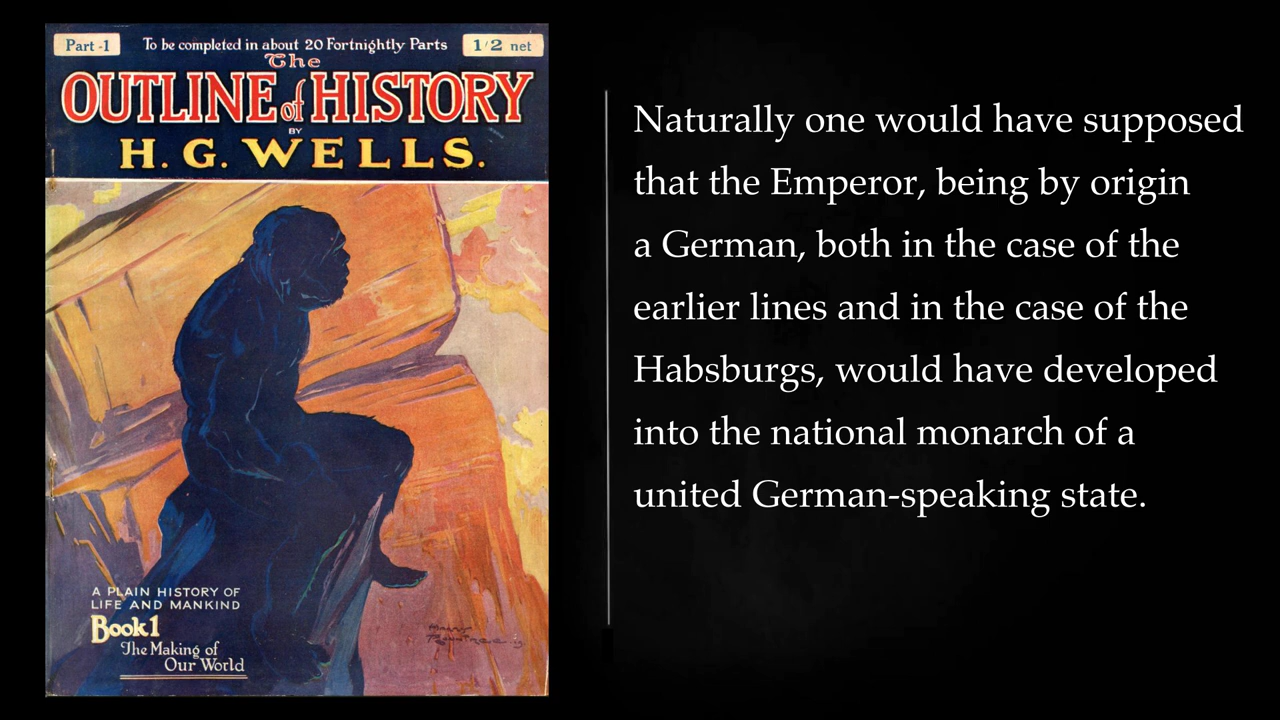 Part -1
To be completed in about 20 Fortnightly Parts
1/2 net
The
OUTLINE of HISTORY
BY
H. G. WELLS.
A PLAIN HISTORY OF
LIFE AND MANKIND
Book 1
The Making of
Our World
Naturally one would have supposed
that the Emperor, being by origin
a German, both in the case of the
earlier lines and in the case of the
Habsburgs, would have developed
into the national monarch of a
united German-speaking state.